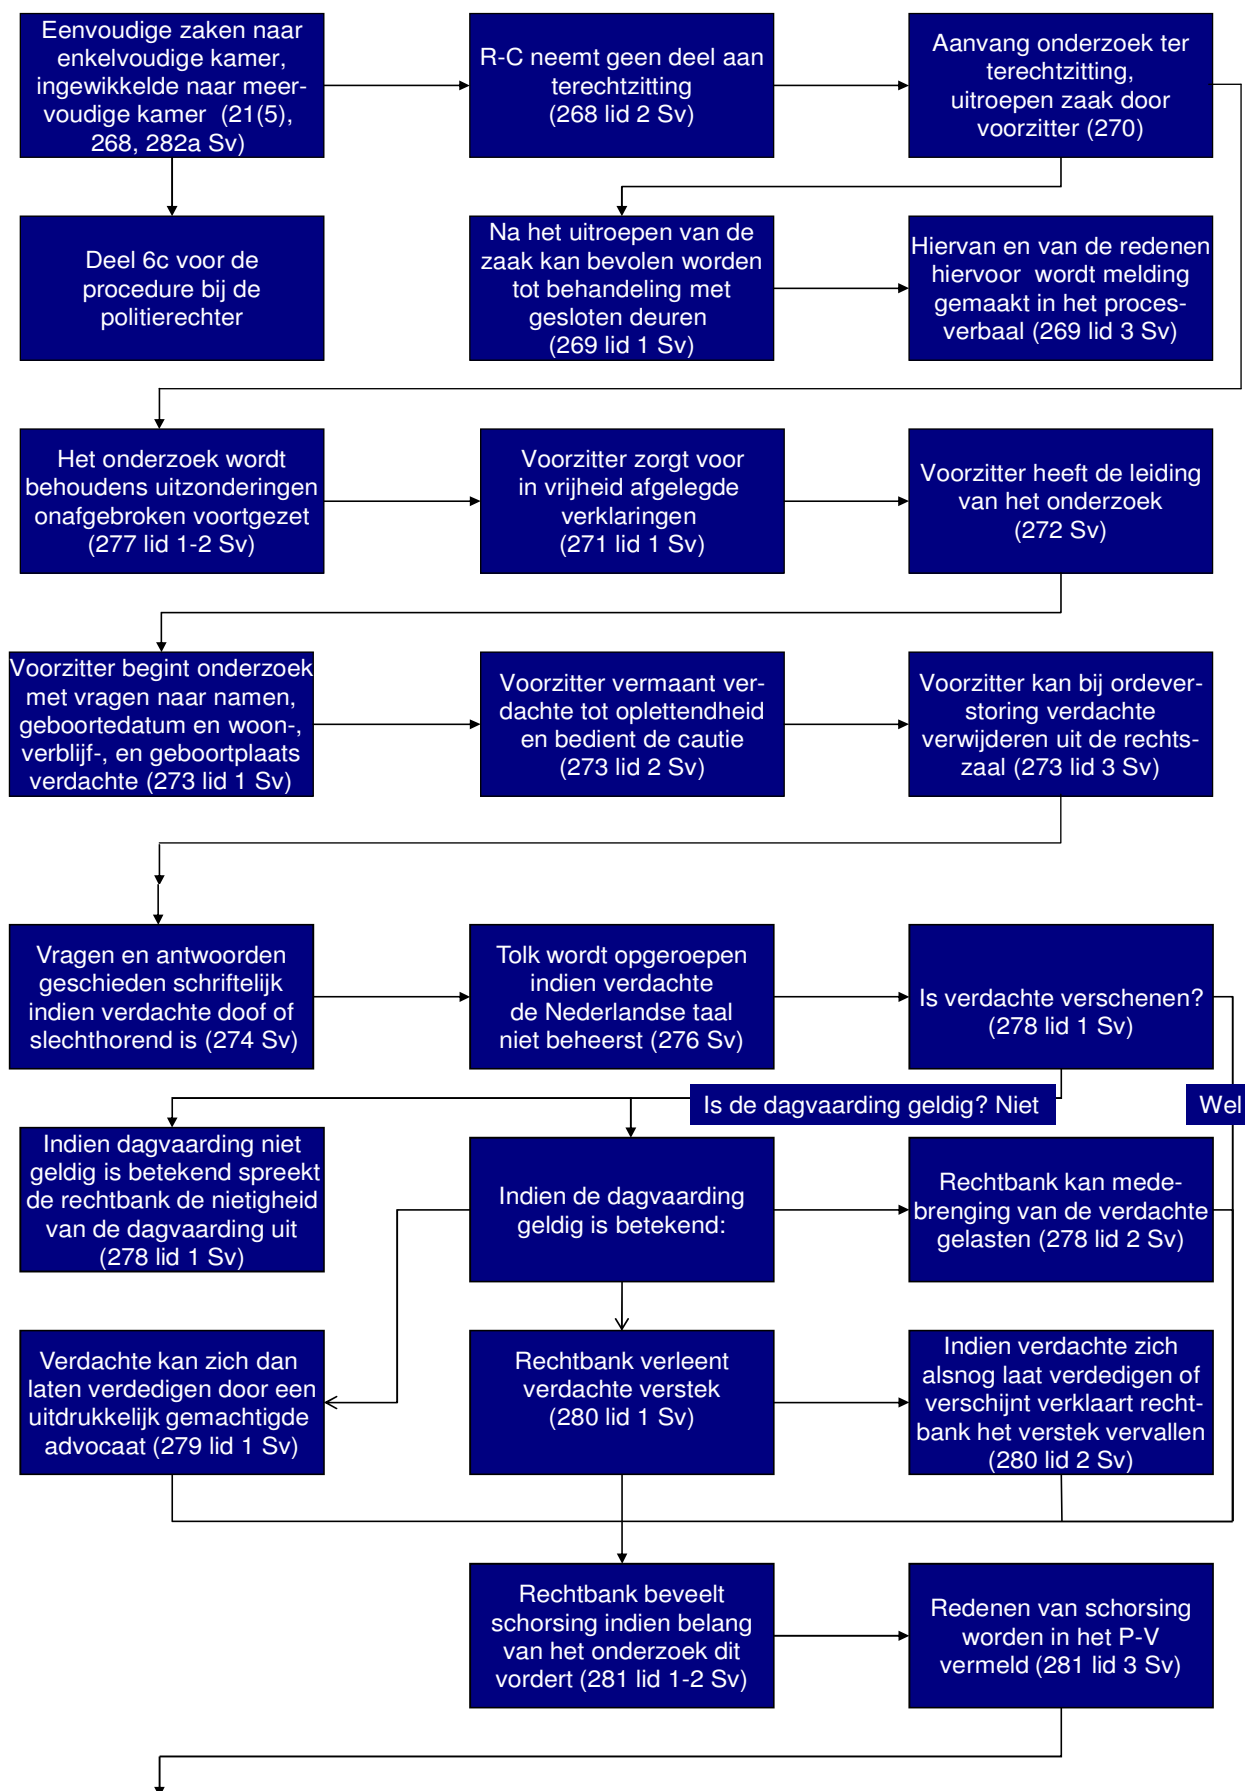 Eenvoudige zaken naar
enkelvoudige kamer,
ingewikkelde naar meer-
voudige kamer (21(5),
268, 282a Sv)
R-C neemt geen deel aan
terechtzitting
(268 lid 2 Sv)
Aanvang onderzoek ter
terechtzitting,
uitroepen zaak door
voorzitter (270)
Deel 6c voor de
procedure bij de
politierechter
Na het uitroepen van de
zaak kan bevolen worden
tot behandeling met
gesloten deuren
(269 lid 1 Sv)
Hiervan en van de redenen
hiervoor wordt melding
gemaakt in het proces-
verbaal (269 lid 3 Sv)
Het onderzoek wordt
behoudens uitzonderingen
onafgebroken voortgezet
(277 lid 1-2 Sv)
Voorzitter zorgt voor
in vrijheid afgelegde
verklaringen
(271 lid 1 Sv)
Voorzitter heeft de leiding
van het onderzoek
(272 Sv)
Voorzitter begint onderzoek
met vragen naar namen,
geboortedatum en woon-,
verblijf-, en geboortplaats
verdachte (273 lid 1 Sv)
Voorzitter vermaant ver-
dachte tot oplettendheid
en bedient de cautie
(273 lid 2 Sv)
Voorzitter kan bij ordever-
storing verdachte
verwijderen uit de rechts-
zaal (273 lid 3 Sv)
Vragen en antwoorden
geschieden schriftelijk
indien verdachte doof of
slechthorend is (274 Sv)
Tolk wordt opgeroepen
indien verdachte
de Nederlandse taal
niet beheerst (276 Sv)
Is verdachte verschenen?
(278 lid 1 Sv)
Is de dagvaarding geldig? Niet
Wel
Indien dagvaarding niet
geldig is betekend spreekt
de rechtbank de nietigheid
van de dagvaarding uit
(278 lid 1 Sv)
Indien de dagvaarding
geldig is betekend:
Rechtbank kan mede-
brenging van de verdachte
gelasten (278 lid 2 Sv)
Verdachte kan zich dan
laten verdedigen door een
uitdrukkelijk gemachtigde
advocaat (279 lid 1 Sv)
Rechtbank verleent
verdachte verstek
(280 lid 1 Sv)
Indien verdachte zich
alsnog laat verdedigen of
verschijnt verklaart recht-
bank het verstek vervallen
(280 lid 2 Sv)
Rechtbank beveelt
schorsing indien belang
van het onderzoek dit
vordert (281 lid 1-2 Sv)
Redenen van schorsing
worden in het P-V
vermeld (281 lid 3 Sv)